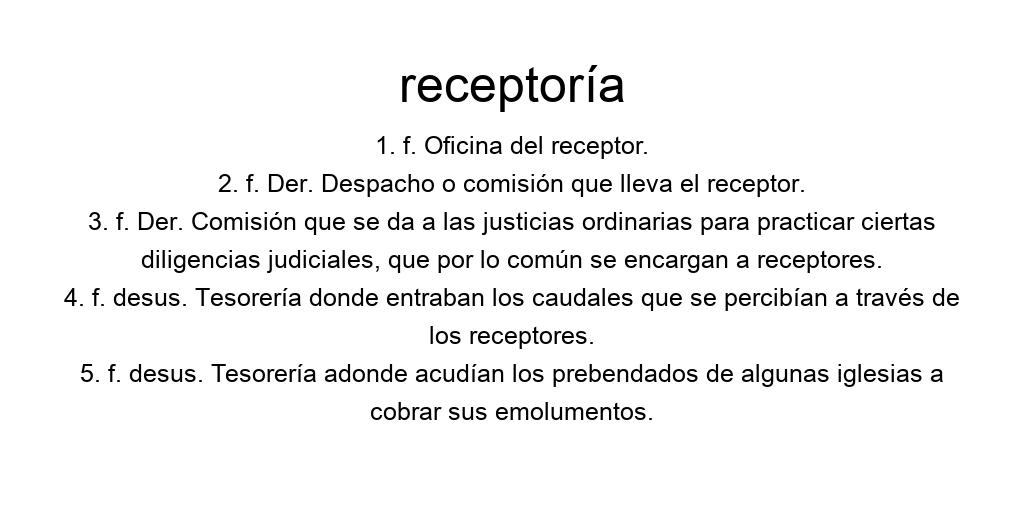 receptoría
1. f. Oficina del receptor.
2. f. Der. Despacho o comisión que lleva el receptor.
3. f. Der. Comisión que se da a las justicias ordinarias para practicar ciertas
diligencias judiciales, que por lo común se encargan a receptores.
4. f. desus. Tesorería donde entraban los caudales que se percibían a través de
los receptores.
5. f. desus. Tesorería adonde acudían los prebendados de algunas iglesias a
cobrar sus emolumentos.